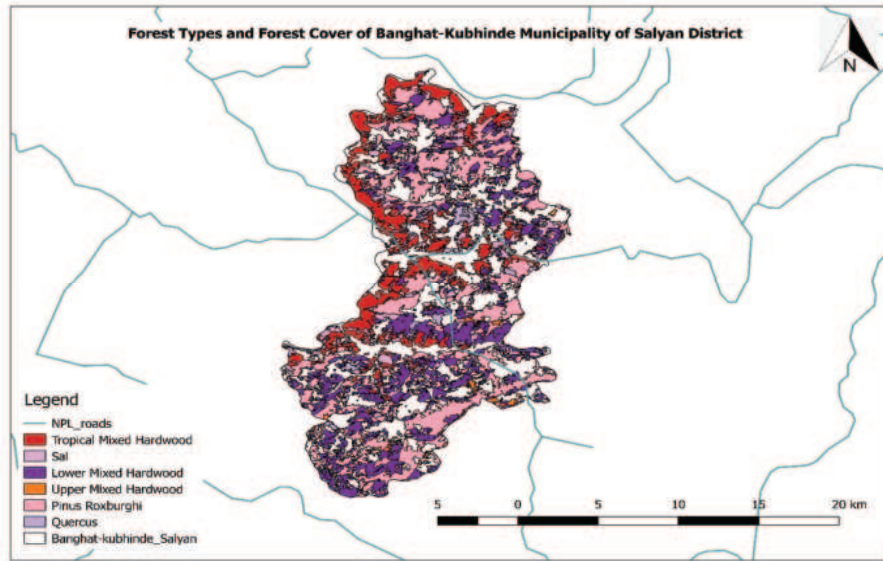 Forest Types and Forest Cover of Banghat-Kubhinde Municipality of Salyan District
N
Legend
NPL_roads
Tropical Mixed Hardwood
Sal
Lower Mixed Hardwood
Upper Mixed Hardwood
Pinus Roxburghi
Quercus
Banghat-kubhinde_Salyan
5 0 5 10 15 20 km